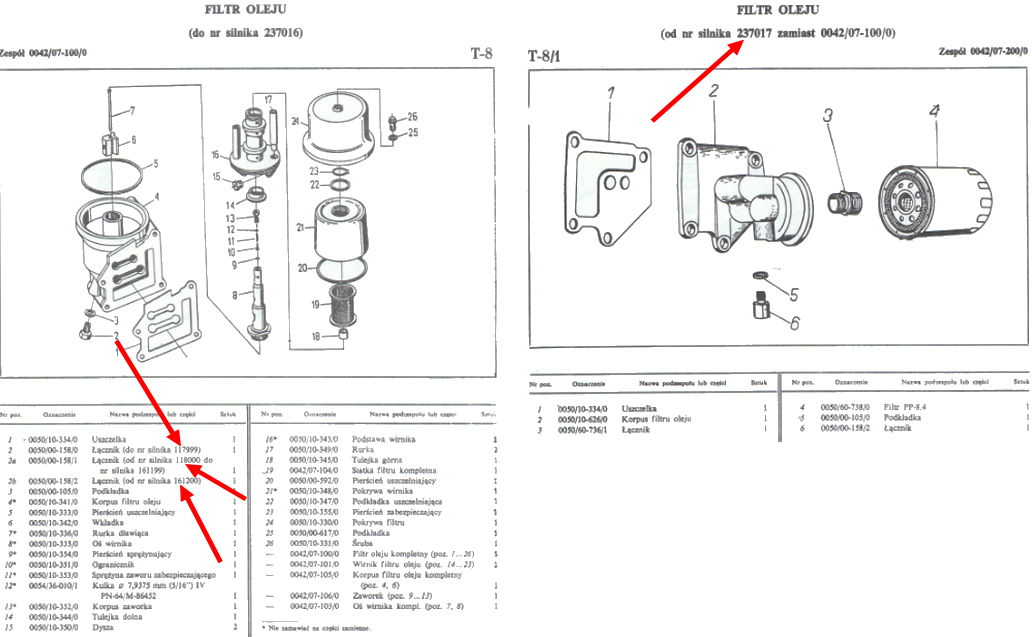 FILTR OLEJU
(do nr silnika 237016)
Zespół 0042/07-100/0
T-8
7
6
5
4
3
2
1
17
16
15
14
13
12
11
10
9
8
24
26
25
23
22
21
20
19
18
Nr poz. Oznaczenie Nazwa podzespołu lub części Sztuk
1 0050/10-334/0 Uszczelka 1
2 0050/00-158/0 Łącznik (do nr silnika 117999) 1
2a 0050/00-158/1 Łącznik (od nr silnika 118000 do
nr silnika 161199) 1
2b 0050/00-158/2 Łącznik (od nr silnika 161200) 1
3 0050/00-105/0 Podkładka 1
4* 0050/10-341/0 Korpus filtru oleju 1
5 0050/10-333/0 Pierścień uszczelniający 1
6 0050/10-342/0 Wkładka 1
7* 0050/10-336/0 Rurka dławiąca 1
8* 0050/10-335/0 Oś wirnika 1
9* 0050/10-354/0 Pierścień sprężynujący 1
10* 0050/10-351/0 Ogranicznik 1
11* 0050/10-353/0 Sprężyna zaworu zabezpieczającego 1
12* 0054/36-010/1 Kulka ⌀ 7,9375 mm (5/16") IV
PN-64/M-86452 1
13* 0050/10-352/0 Korpus zaworka 1
14 0050/10-344/0 Tulejka dolna 1
15 0050/10-350/0 Dysza 2
Nr poz. Oznaczenie Nazwa podzespołu lub części
16* 0050/10-343/0 Podstawa wirnika
17 0050/10-349/0 Rurka
18 0050/10-345/0 Tulejka górna
19 0042/07-104/0 Siatka filtru kompletna
20 0050/00-592/0 Pierścień uszczelniający
21* 0050/10-348/0 Pokrywa wirnika
22 0050/10-347/0 Podkładka uszczelniająca
23 0050/10-355/0 Pierścień zabezpieczający
24 0050/10-330/0 Pokrywa filtru
25 0050/00-617/0 Podkładka
26 0050/10-331/0 Śruba
— 0042/07-100/0 Filtr oleju kompletny (poz. 1...26)
— 0042/07-101/0 Wirnik filtru oleju (poz. 14...23)
— 0042/07-105/0 Korpus filtru oleju kompletny
(poz. 4, 6)
— 0042/07-106/0 Zaworek (poz. 9...13)
— 0042/07-103/0 Oś wirnika kompl. (poz. 7, 8)
* Nie zamawiać na części zamienne.
FILTR OLEJU
(od nr silnika 237017 zamiast 0042/07-100/0)
T-8/1
Zespół 0042/07-200/0
1
2
3
4
5
6
Nr poz. Oznaczenie Nazwa podzespołu lub części Sztuk
1 0050/10-334/0 Uszczelka 1
2 0050/10-626/0 Korpus filtru oleju 1
3 0050/60-736/1 Łącznik 1
Nr poz. Oznaczenie Nazwa podzespołu lub części Sztuk
4 0050/60-738/0 Filtr PP-8.4 1
5 0050/00-105/0 Podkładka 1
6 0050/00-158/2 Łącznik 1